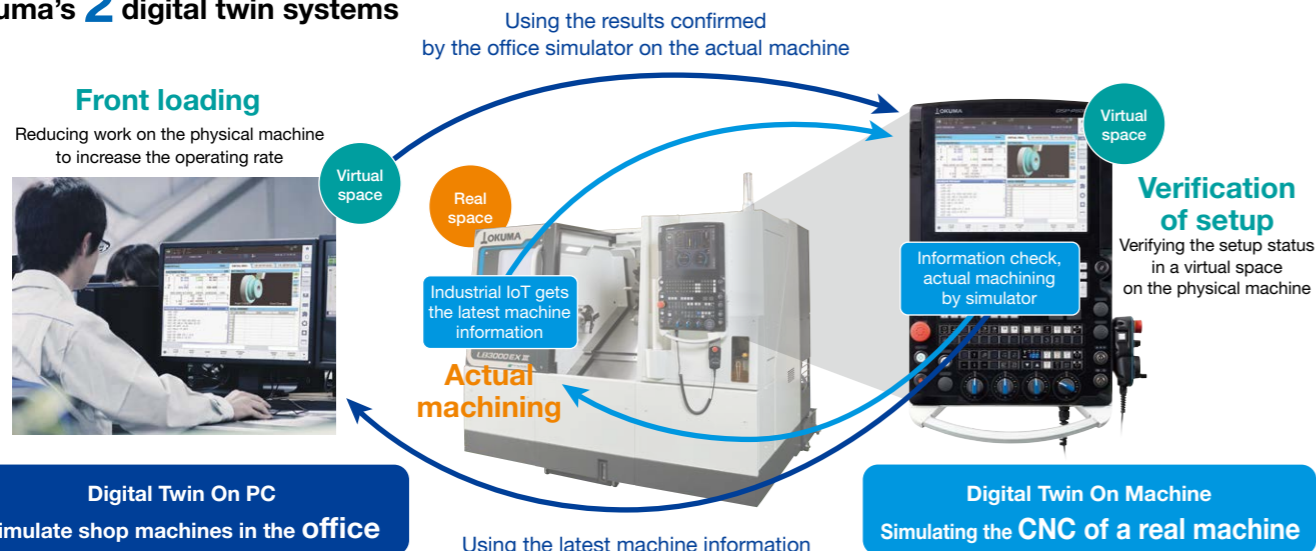 uma's 2 digital twin systems
Using the results confirmed
by the office simulator on the actual machine
Front loading
Reducing work on the physical machine
to increase the operating rate
Virtual
space
Real
space
OKUMA
Industrial IoT gets
the latest machine
information
LB3000 EX II
Actual
machining
OKUMA
Virtual
space
Information check,
actual machining
by simulator
Verification
of setup
Verifying the setup status
in a virtual space
on the physical machine
Digital Twin On PC
imulate shop machines in the office
Using the latest machine information
Digital Twin On Machine
Simulating the CNC of a real machine